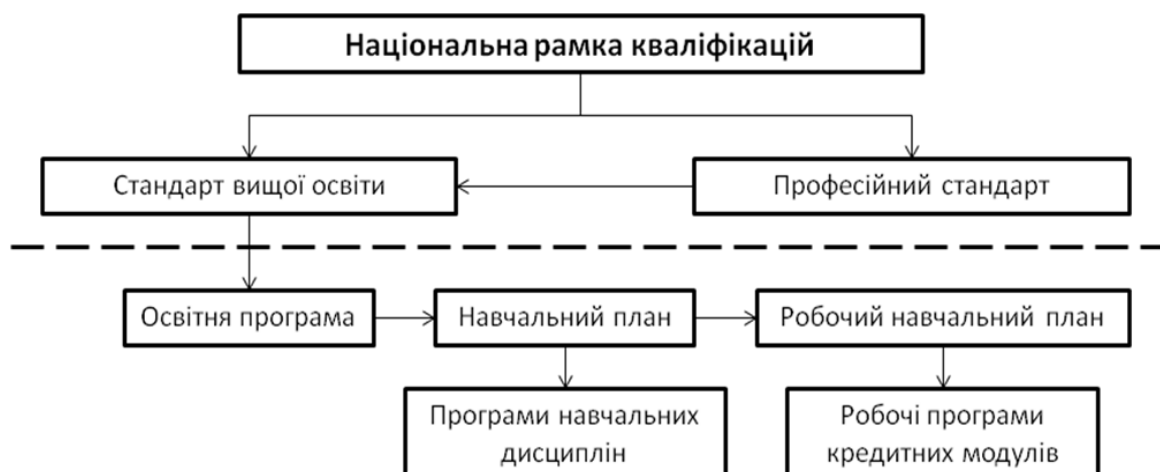 Національна рамка кваліфікацій
Стандарт вищої освіти
Професійний стандарт
Освітня програма
Навчальний план
Робочий навчальний план
Програми навчальних
дисциплін
Робочі програми
кредитних модулів